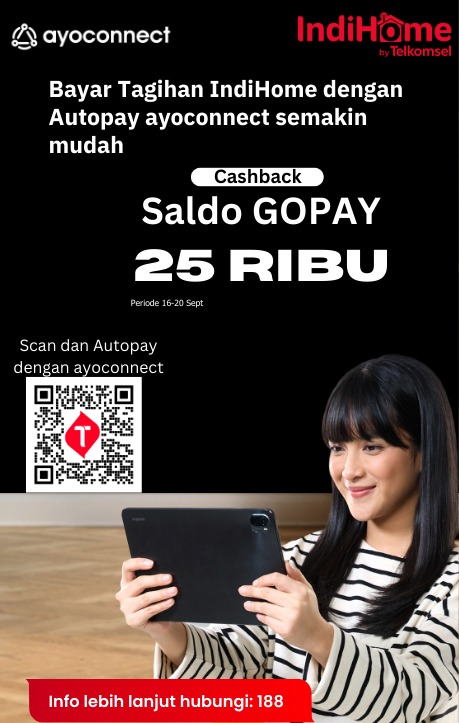 ayoconnect
IndiHome
by Telkomsel
Bayar Tagihan IndiHome dengan
Autopay ayoconnect semakin
mudah
Cashback
Saldo GOPAY
25 RIBU
Periode 16-20 Sept
Scan dan Autopay
dengan ayoconnect
T
Info lebih lanjut hubungi: 188